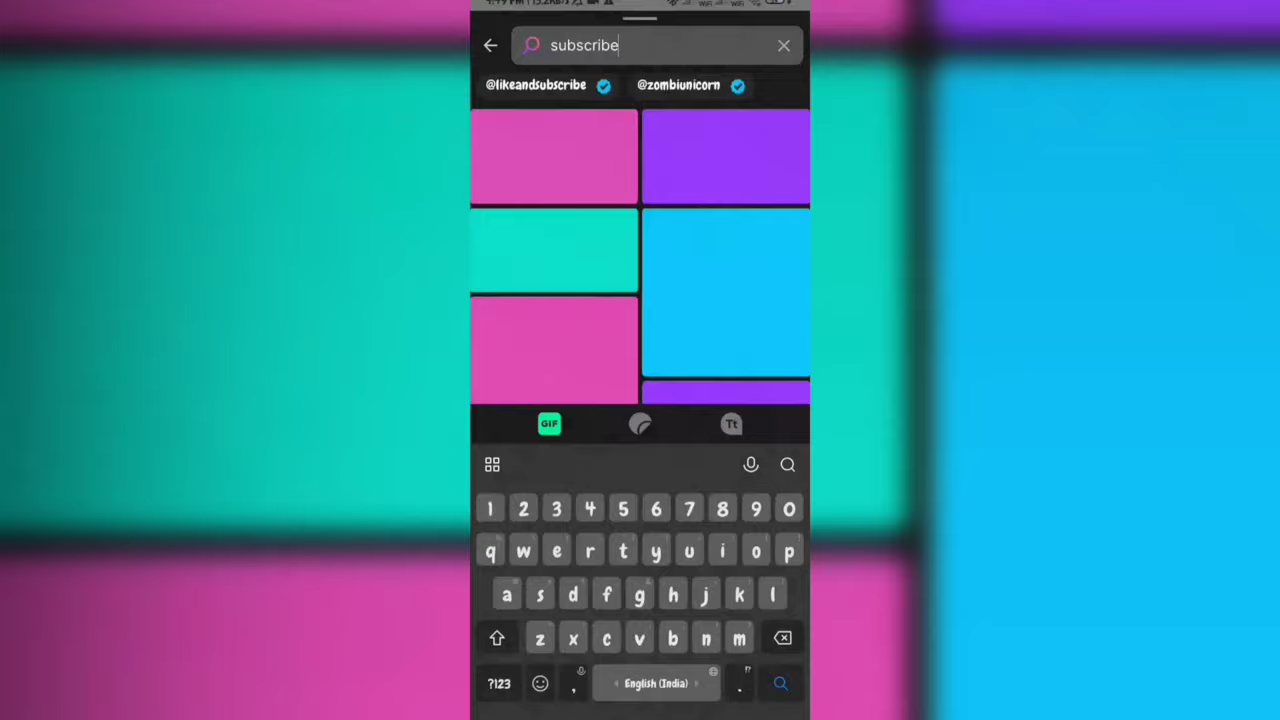 subscribe
@likeandsubscribe @zombiunicorn
GIF Tt
1 2 3 4 5 6 7 8 9 0
q w e r t y u i o p
a s d f g h j k l
z x c v b n m
?123 , English (India) .